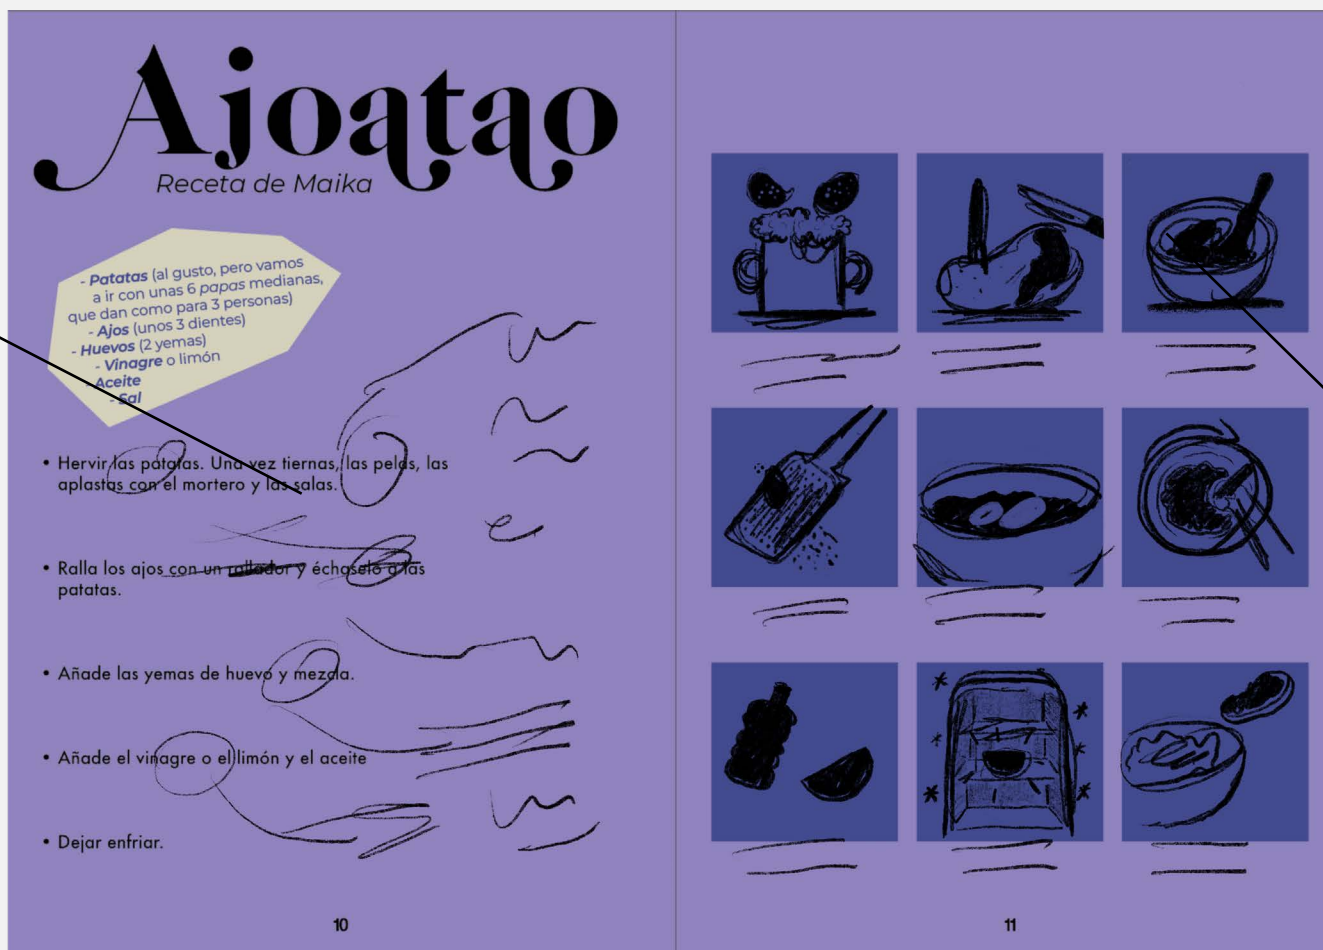 Ajoatao
Receta de Maika
- Patatas (al gusto, pero vamos
a ir con unas 6 papas medianas,
que dan como para 3 personas)
- Ajos (unos 3 dientes)
- Huevos (2 yemas)
- Vinagre o limón
- Aceite
- Sal
• Hervir las patatas. Una vez tiernas, las pelas, las
aplastas con el mortero y las salas.
• Ralla los ajos con un rallador y échaselo a las
patatas.
• Añade las yemas de huevo y mezcla.
• Añade el vinagre o el limón y el aceite
• Dejar enfriar.
10
11